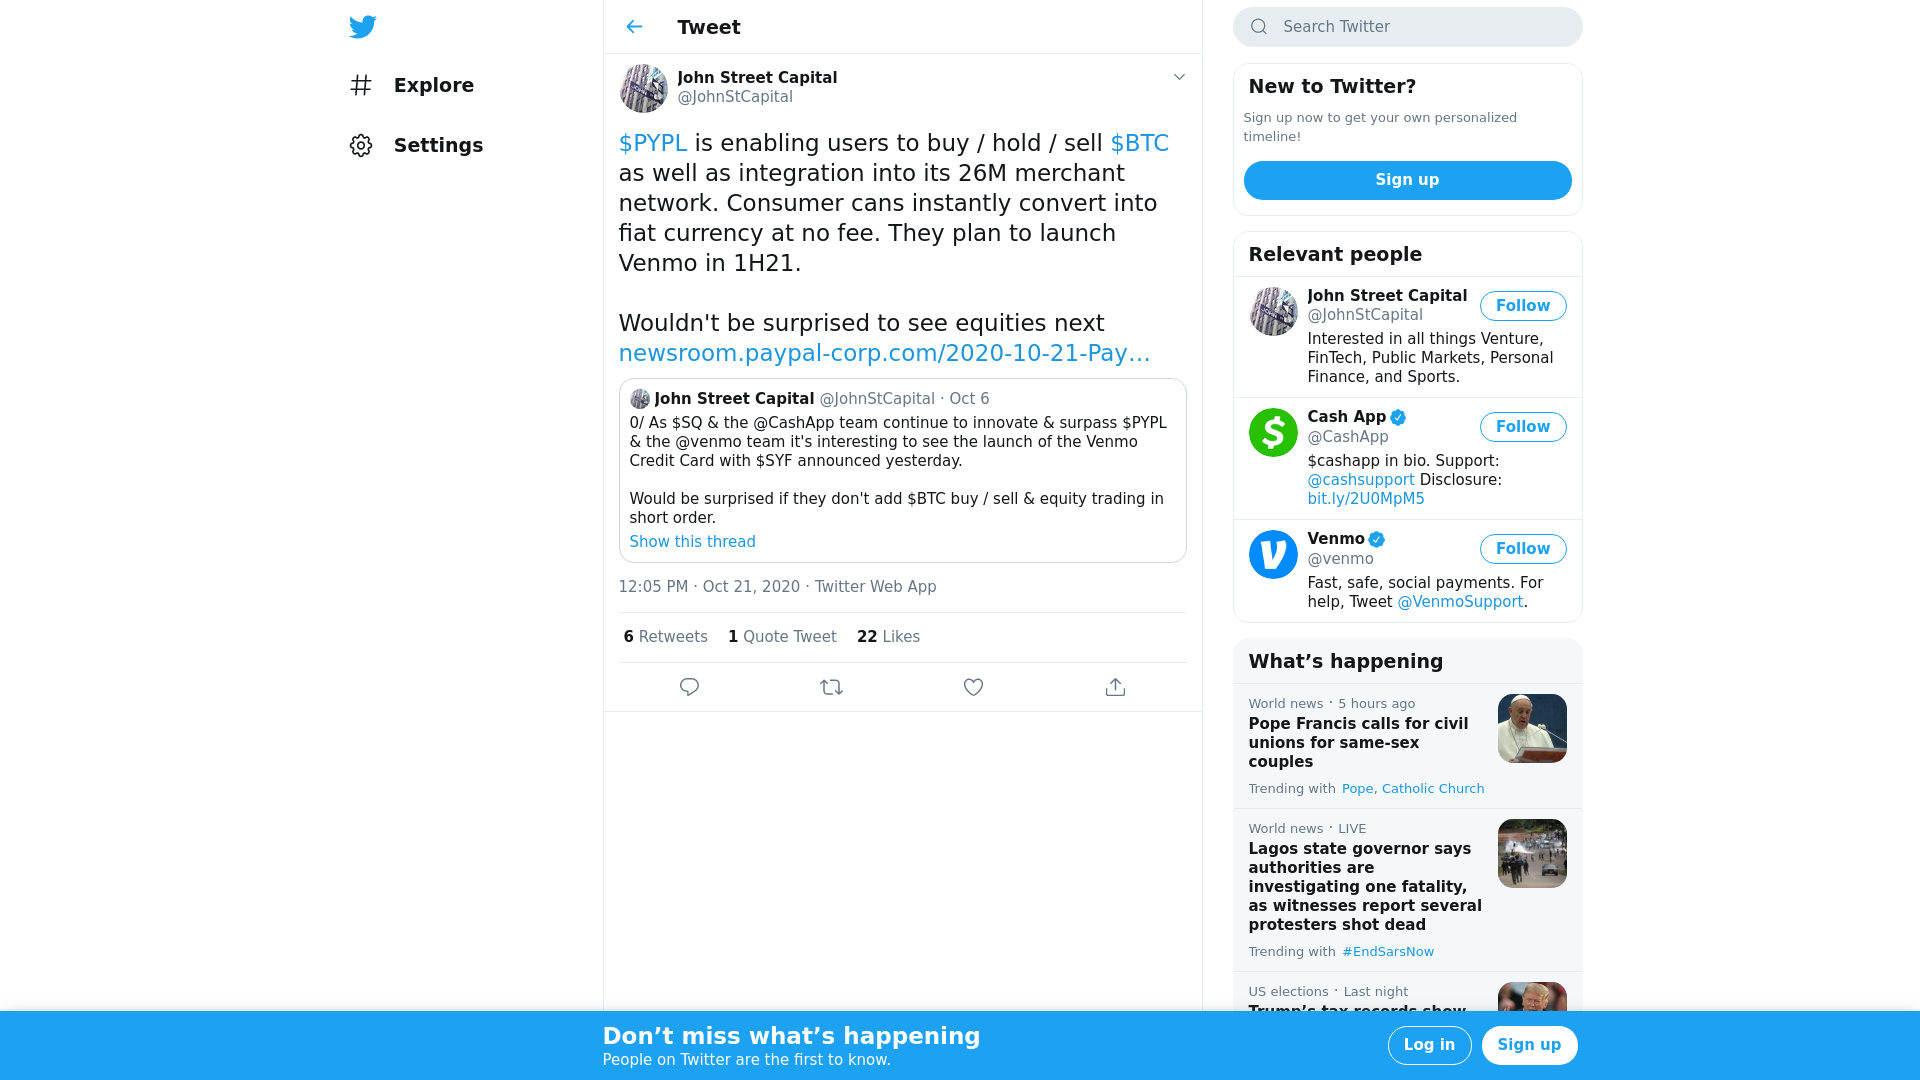 Explore
Settings
Tweet
John Street Capital
@JohnStCapital
$PYPL is enabling users to buy / hold / sell $BTC
as well as integration into its 26M merchant
network. Consumer cans instantly convert into
fiat currency at no fee. They plan to launch
Venmo in 1H21.
Wouldn't be surprised to see equities next
newsroom.paypal-corp.com/2020-10-21-Pay…
John Street Capital @JohnStCapital · Oct 6
0/ As $SQ & the @CashApp team continue to innovate & surpass $PYPL
& the @venmo team it's interesting to see the launch of the Venmo
Credit Card with $SYF announced yesterday.
Would be surprised if they don't add $BTC buy / sell & equity trading in
short order.
Show this thread
12:05 PM · Oct 21, 2020 · Twitter Web App
6 Retweets 1 Quote Tweet 22 Likes
Search Twitter
New to Twitter?
Sign up now to get your own personalized
timeline!
Sign up
Relevant people
John Street Capital
@JohnStCapital
Follow
Interested in all things Venture,
FinTech, Public Markets, Personal
Finance, and Sports.
Cash App
@CashApp
Follow
$cashapp in bio. Support:
@cashsupport Disclosure:
bit.ly/2U0MpM5
Venmo
@venmo
Follow
Fast, safe, social payments. For
help, Tweet @VenmoSupport.
What’s happening
World news · 5 hours ago
Pope Francis calls for civil
unions for same-sex
couples
Trending with Pope, Catholic Church
World news · LIVE
Lagos state governor says
authorities are
investigating one fatality,
as witnesses report several
protesters shot dead
Trending with #EndSarsNow
US elections · Last night
Trump’s tax records show
Don’t miss what’s happening
People on Twitter are the first to know.
Log in
Sign up